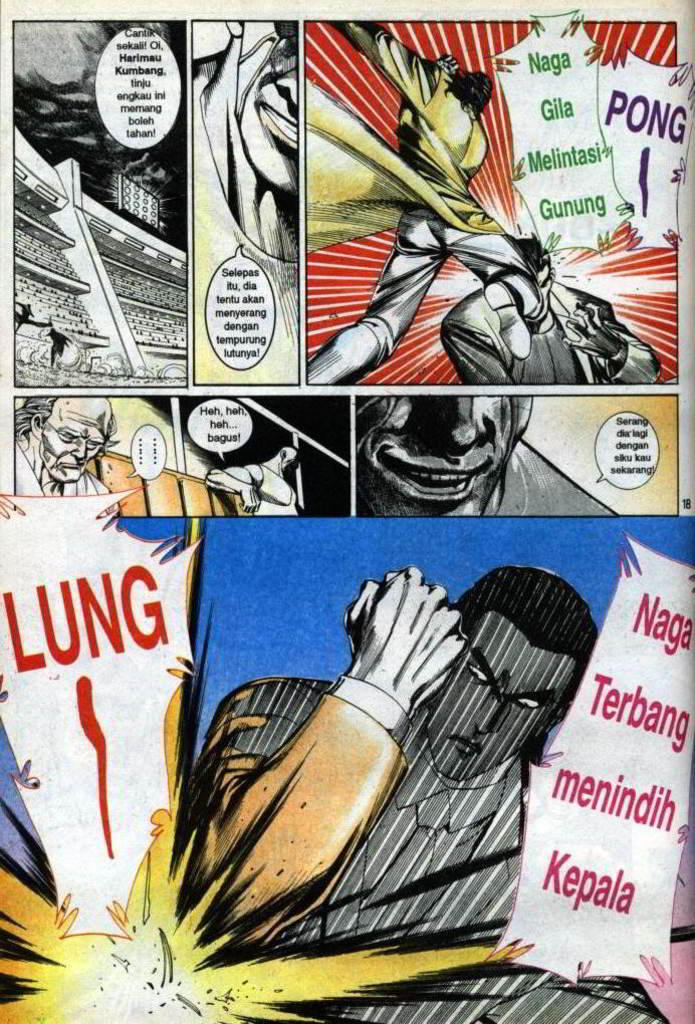 Cantik
sekali! Oi,
Harimau
Kumbang,
tinju
engkau ini
memang
boleh
tahan!
Selepas
itu, dia
tentu akan
menyerang
dengan
tempurung
lutunya!
Naga
Gila
Melintasi
Gunung
PONG
!
......
Heh, heh,
heh...
bagus!
Serang
dia lagi
dengan
siku kau
sekarang!
18
LUNG
!
Naga
Terbang
menindih
Kepala